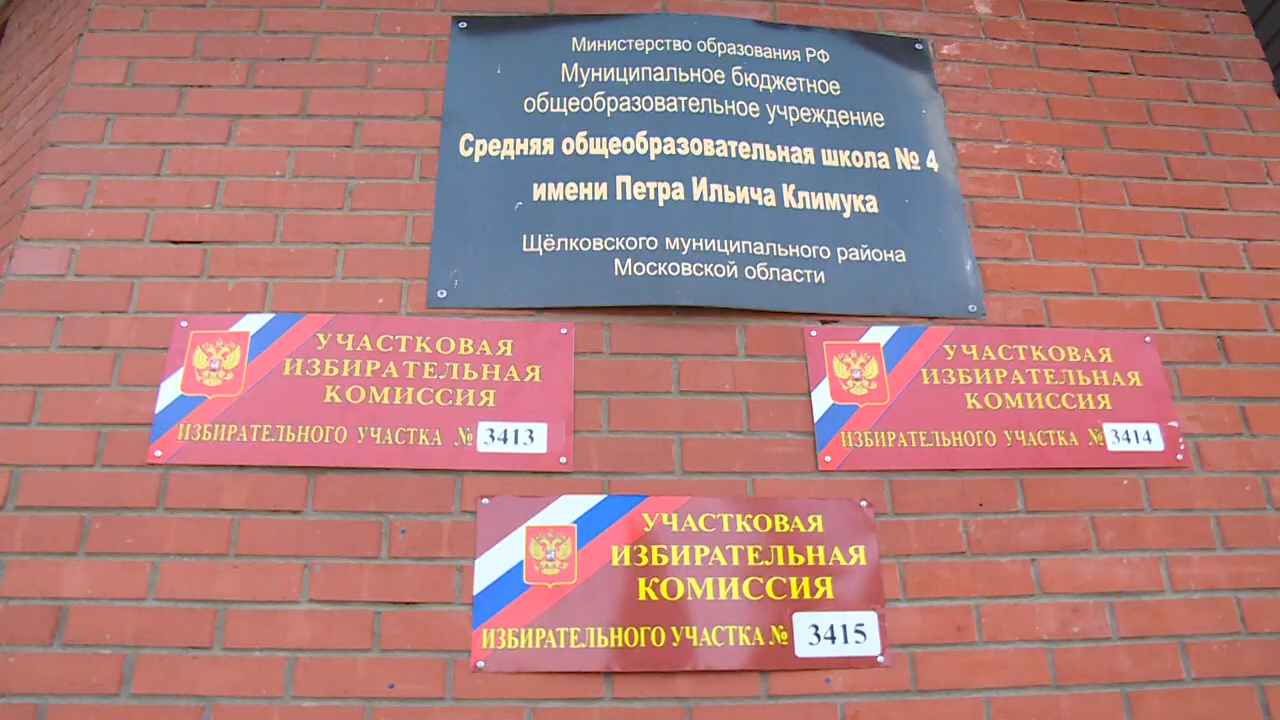 Министерство образования РФ
Муниципальное бюджетное
общеобразовательное учреждение
Средняя общеобразовательная школа № 4
имени Петра Ильича Климука
Щёлковского муниципального района
Московской области
УЧАСТКОВАЯ
ИЗБИРАТЕЛЬНАЯ
КОМИССИЯ
ИЗБИРАТЕЛЬНОГО УЧАСТКА № 3413
УЧАСТКОВАЯ
ИЗБИРАТЕЛЬНАЯ
КОМИССИЯ
ИЗБИРАТЕЛЬНОГО УЧАСТКА № 3414
УЧАСТКОВАЯ
ИЗБИРАТЕЛЬНАЯ
КОМИССИЯ
ИЗБИРАТЕЛЬНОГО УЧАСТКА № 3415